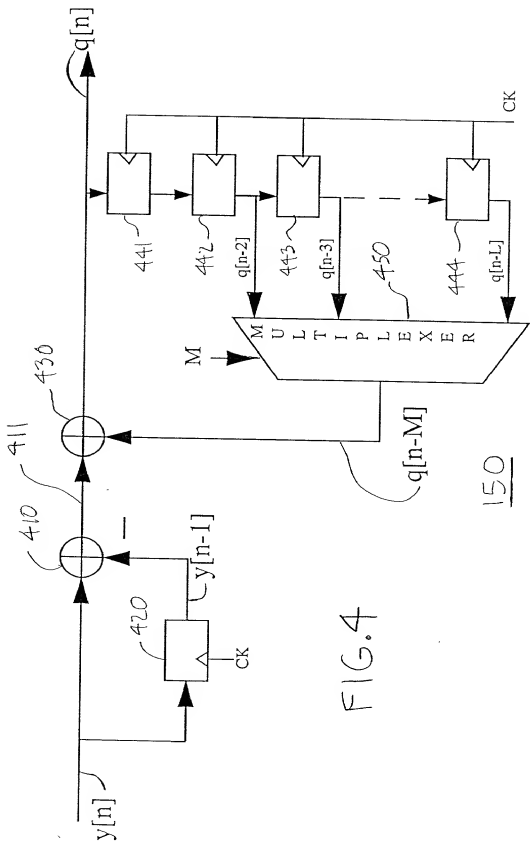 q[n]
430
411
410
y[n]
420
CK
y[n-1]
–
M
441
442
443
444
CK
q[n-2]
q[n-3]
q[n-L]
450
MULTIPLEXER
q[n-M]
150
FIG.4